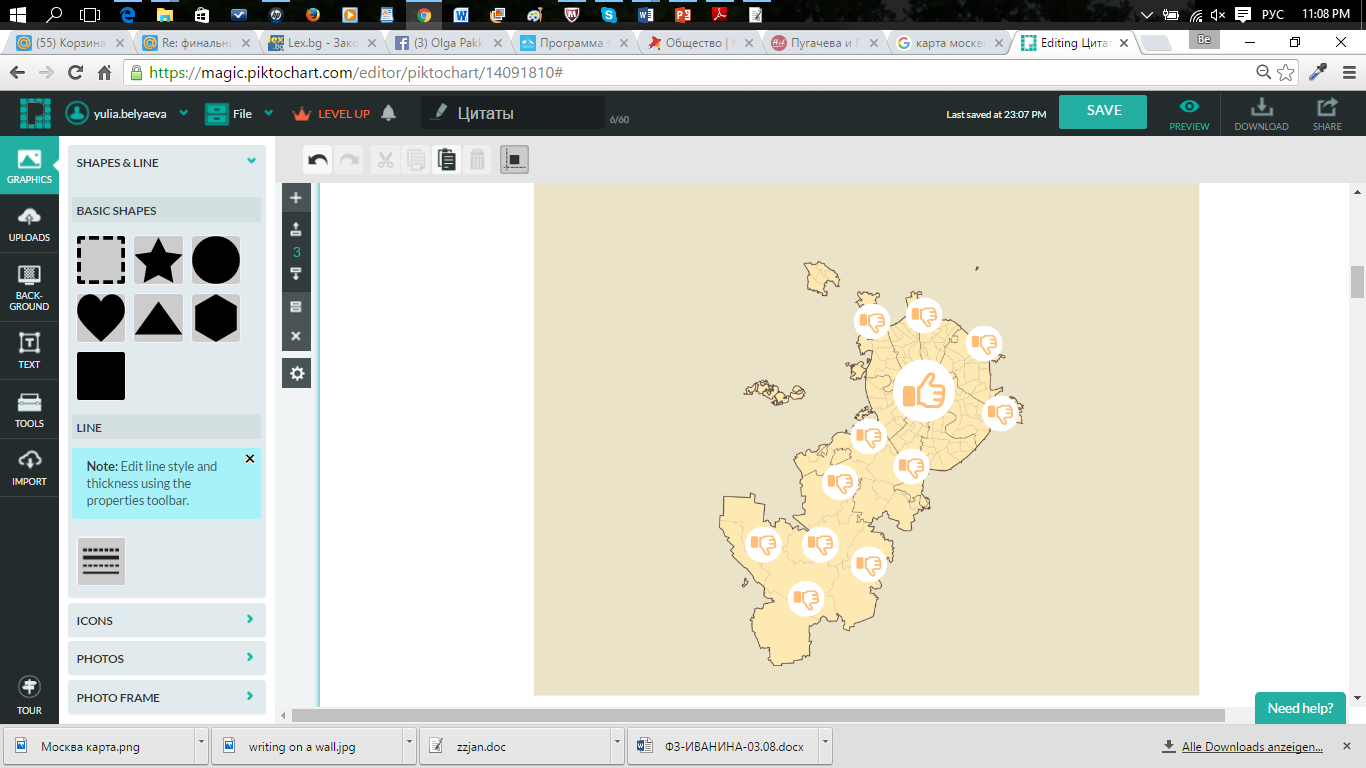 РУС
11:08 PM
(55) Корзина
Re: финальны
Lex.bg - Зако
(3) Olga Pakk
Программа
Общество |
Пугачева и Г
карта москв
Editing Цита
Be
https://magic.piktochart.com/editor/piktochart/14091810#
yulia.belyaeva
File
LEVEL UP
Цитаты
6/60
Last saved at 23:07 PM
SAVE
PREVIEW
DOWNLOAD
SHARE
GRAPHICS
UPLOADS
BACK-
GROUND
TEXT
TOOLS
IMPORT
TOUR
SHAPES & LINE
BASIC SHAPES
LINE
Note: Edit line style and
thickness using the
properties toolbar.
ICONS
PHOTOS
PHOTO FRAME
3
Need help?
Москва карта.png
writing on a wall.jpg
zzjan.doc
ФЗ-ИВАНИНА-03.08.docx
Alle Downloads anzeigen...